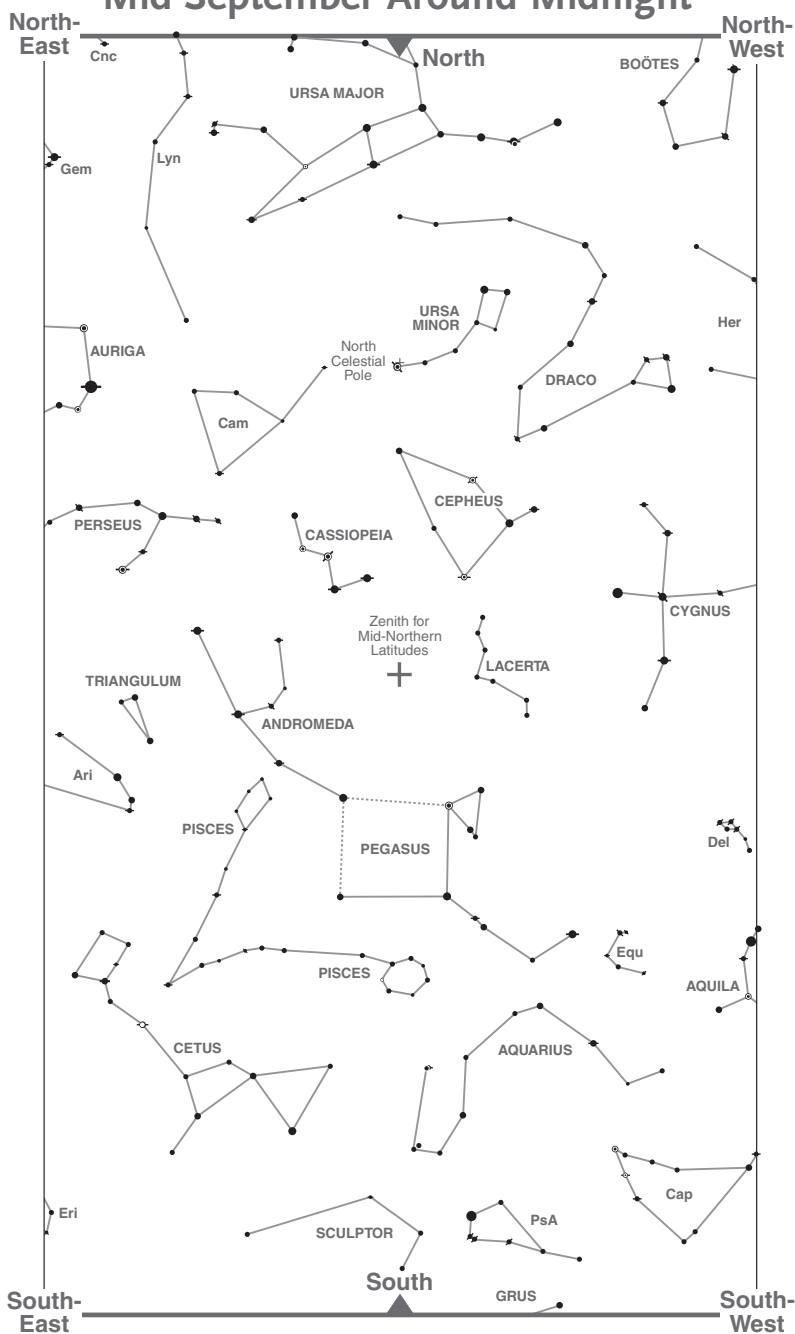 Mid September Around Midnight
North-
East
North-
West
Cnc
North
BOÖTES
URSA MAJOR
Lyn
Gem
URSA
MINOR
Her
AURIGA
North
Celestial
Pole
DRACO
Cam
CEPHEUS
PERSEUS
CASSIOPEIA
CYGNUS
Zenith for
Mid-Northern
Latitudes
LACERTA
TRIANGULUM
ANDROMEDA
Ari
PISCES
PEGASUS
Del
Equ
PISCES
AQUILA
CETUS
AQUARIUS
Cap
Eri
SCULPTOR
PsA
South
GRUS
South-
East
South-
West